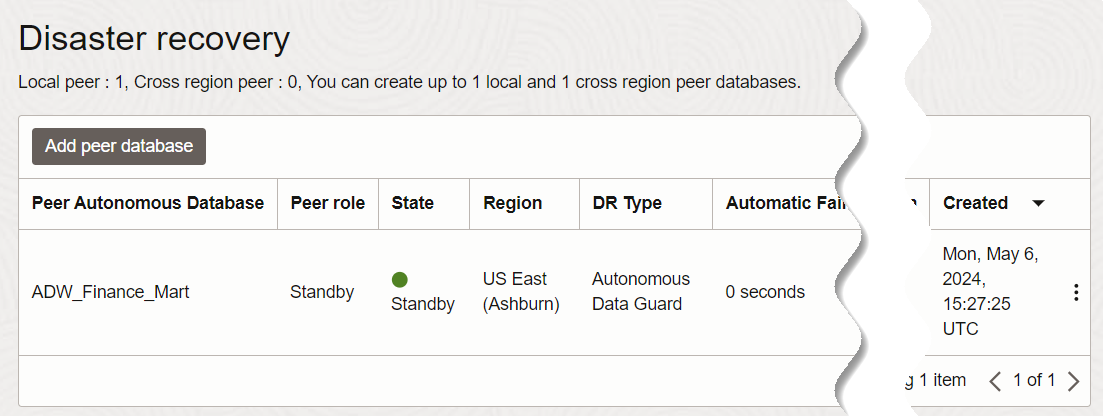 Disaster recovery
Local peer : 1, Cross region peer : 0, You can create up to 1 local and 1 cross region peer databases.
Add peer database
Peer Autonomous Database Peer role State Region DR Type Automatic Created
ADW_Finance_Mart Standby Standby US East (Ashburn) Autonomous Data Guard 0 seconds Mon, May 6, 2024, 15:27:25 UTC
1 item 1 of 1